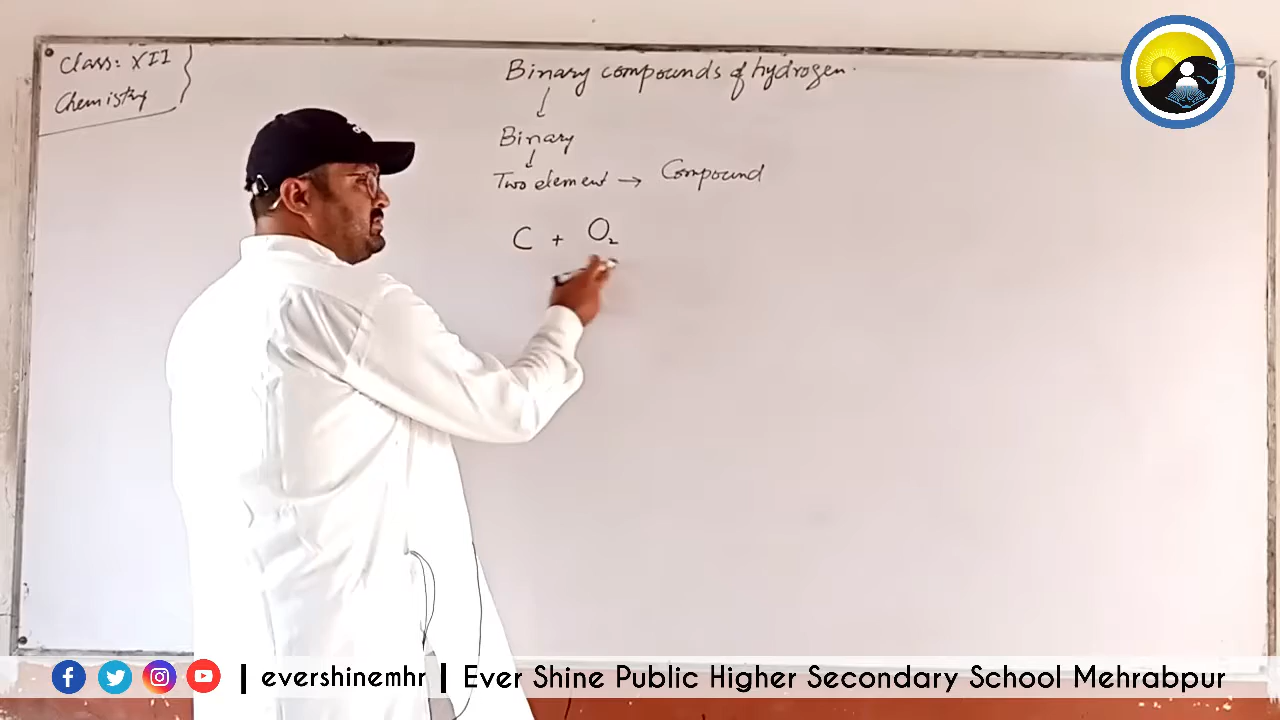 Class: XII
Chemistry
Binary compounds of hydrogen.
↓
Binary
↓
Two element → Compound
C + O₂
| evershinemhr | Ever Shine Public Higher Secondary School Mehrabpur